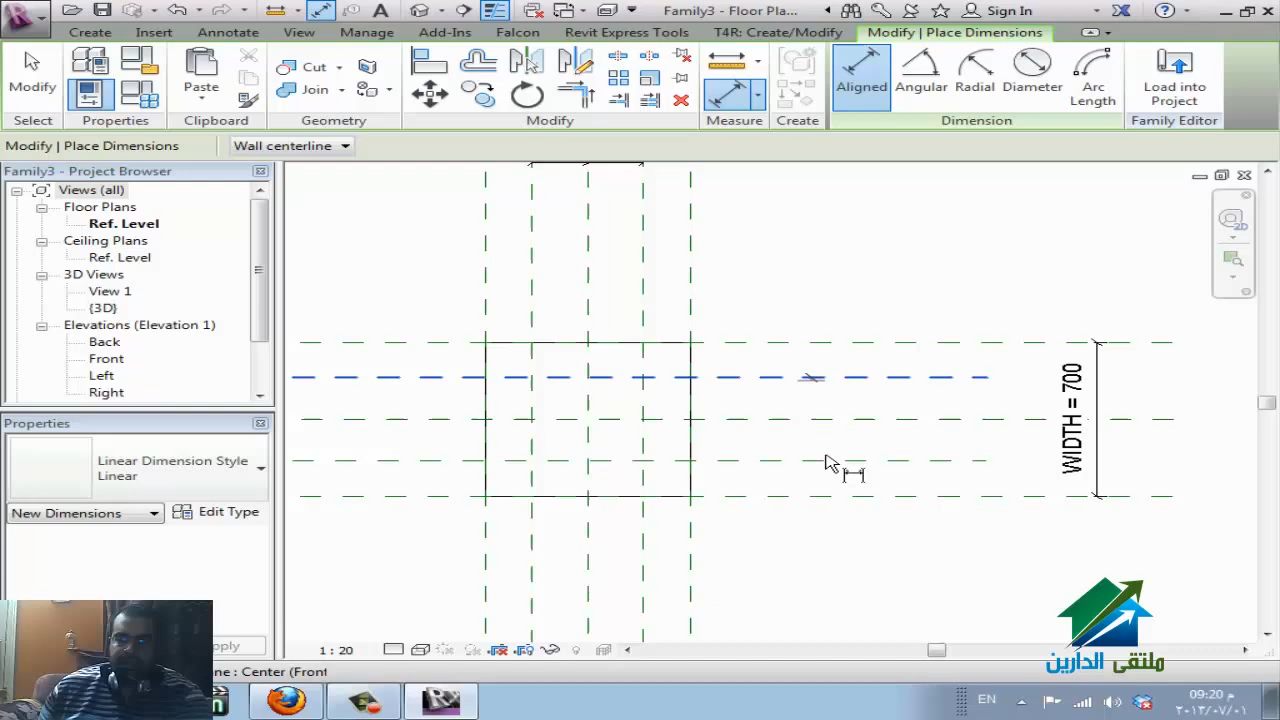 Family3 - Floor Pla...
Sign In
Create Insert Annotate View Manage Add-Ins Falcon Revit Express Tools T4R: Create/Modify Modify | Place Dimensions
Modify
Paste
Cut
Join
Aligned Angular Radial Diameter Arc Length
Load into Project
Select Properties Clipboard Geometry Modify Measure Create Dimension Family Editor
Modify | Place Dimensions
Wall centerline
Family3 - Project Browser
Views (all)
Floor Plans
Ref. Level
Ceiling Plans
Ref. Level
3D Views
View 1
{3D}
Elevations (Elevation 1)
Back
Front
Left
Right
Properties
Linear Dimension Style
Linear
New Dimensions
Edit Type
WIDTH = 700
2D
1 : 20
ملتقى الدارين
ane : Center (Front
EN
09:20 م
٢٠١٣/٠٧/٠١